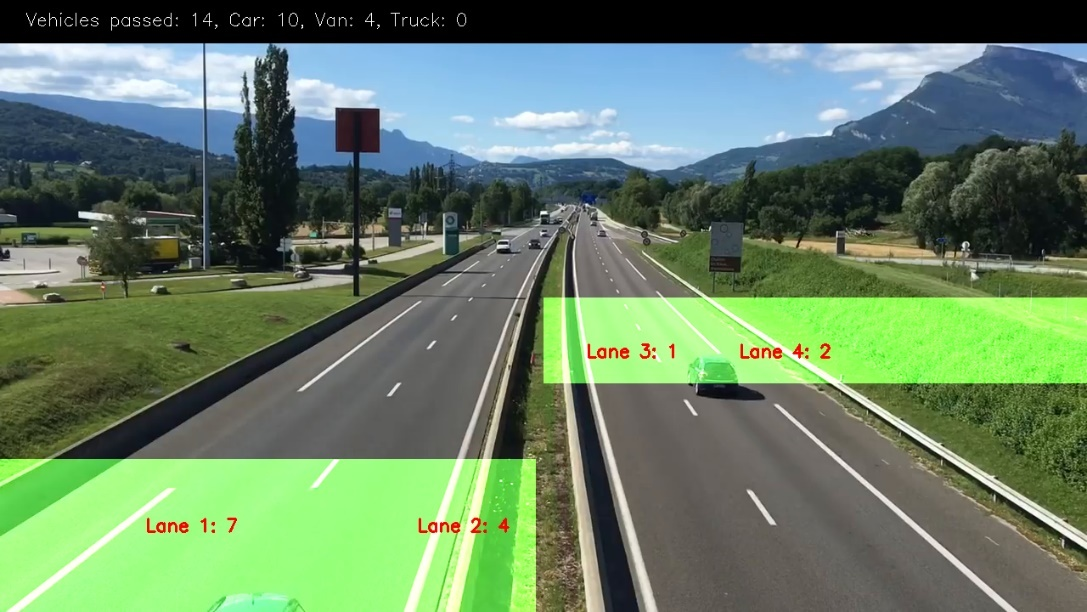 Vehicles passed: 14, Car: 10, Van: 4, Truck: 0
Lane 3: 1
Lane 4: 2
Lane 1: 7
Lane 2: 4